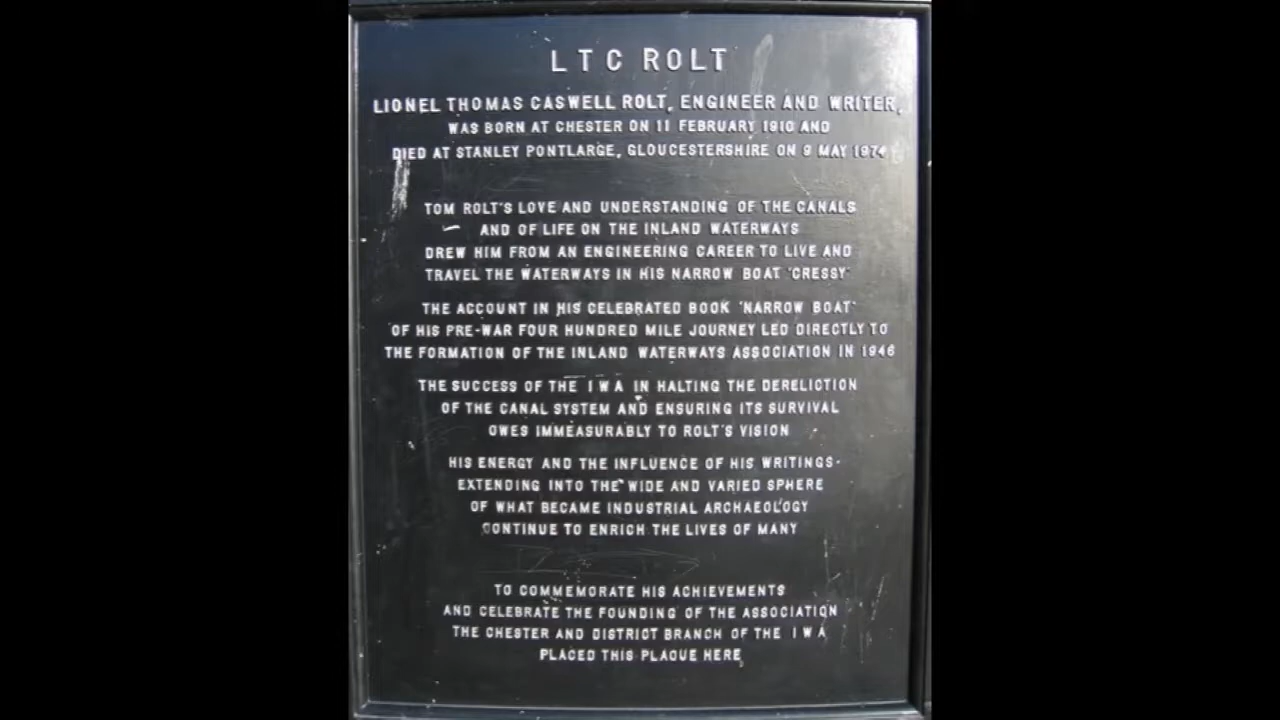 LTC ROLT
LIONEL THOMAS CASWELL ROLT, ENGINEER AND WRITER,
WAS BORN AT CHESTER ON 11 FEBRUARY 1910 AND
DIED AT STANLEY PONTLARGE, GLOUCESTERSHIRE ON 9 MAY 1974
TOM ROLT'S LOVE AND UNDERSTANDING OF THE CANALS
AND OF LIFE ON THE INLAND WATERWAYS
DREW HIM FROM AN ENGINEERING CAREER TO LIVE AND
TRAVEL THE WATERWAYS IN HIS NARROW BOAT 'CRESSY'
THE ACCOUNT IN HIS CELEBRATED BOOK 'NARROW BOAT'
OF HIS PRE-WAR FOUR HUNDRED MILE JOURNEY LED DIRECTLY TO
THE FORMATION OF THE INLAND WATERWAYS ASSOCIATION IN 1946
THE SUCCESS OF THE I W A IN HALTING THE DERELICTION
OF THE CANAL SYSTEM AND ENSURING ITS SURVIVAL
OWES IMMEASURABLY TO ROLT'S VISION
HIS ENERGY AND THE INFLUENCE OF HIS WRITINGS-
EXTENDING INTO THE WIDE AND VARIED SPHERE
OF WHAT BECAME INDUSTRIAL ARCHAEOLOGY
CONTINUE TO ENRICH THE LIVES OF MANY
TO COMMEMORATE HIS ACHIEVEMENTS
AND CELEBRATE THE FOUNDING OF THE ASSOCIATION
THE CHESTER AND DISTRICT BRANCH OF THE I W A
PLACED THIS PLAQUE HERE